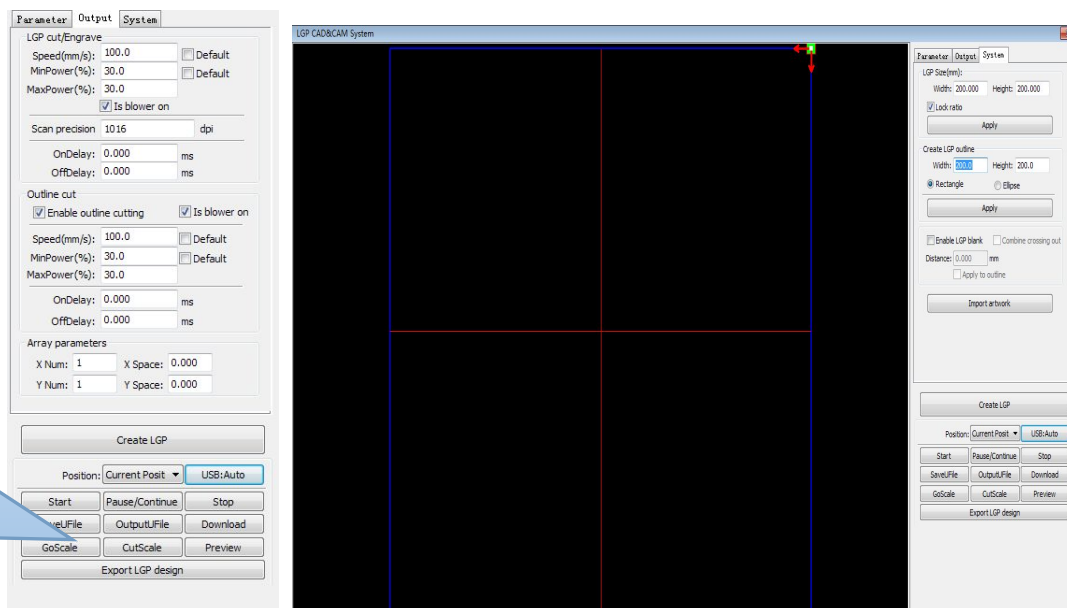 Parameter Output System
LGP cut/Engrave
Speed(mm/s): 100.0 Default
MinPower(%): 30.0 Default
MaxPower(%): 30.0
Is blower on
Scan precision 1016 dpi
OnDelay: 0.000 ms
OffDelay: 0.000 ms
Outline cut
Enable outline cutting Is blower on
Speed(mm/s): 100.0 Default
MinPower(%): 30.0 Default
MaxPower(%): 30.0
OnDelay: 0.000 ms
OffDelay: 0.000 ms
Array parameters
X Num: 1 X Space: 0.000
Y Num: 1 Y Space: 0.000
Create LGP
Position: Current Posit USB:Auto
Start Pause/Continue Stop
OutputUFile Download
GoScale CutScale Preview
Export LGP design
LGP CAD&CAM System
Parameter Output System
LGP Size(mm):
Width: 200.000 Height: 200.000
Lock ratio
Apply
Create LGP outline
Width: 200.0 Height: 200.0
Rectangle Ellipse
Apply
Enable LGP blank Combine crossing out
Distance: 0.000 mm
Apply to outline
Import artwork
Create LGP
Position: Current Posit USB:Auto
Start Pause/Continue Stop
SaveUFile OutputUFile Download
GoScale CutScale Preview
Export LGP design